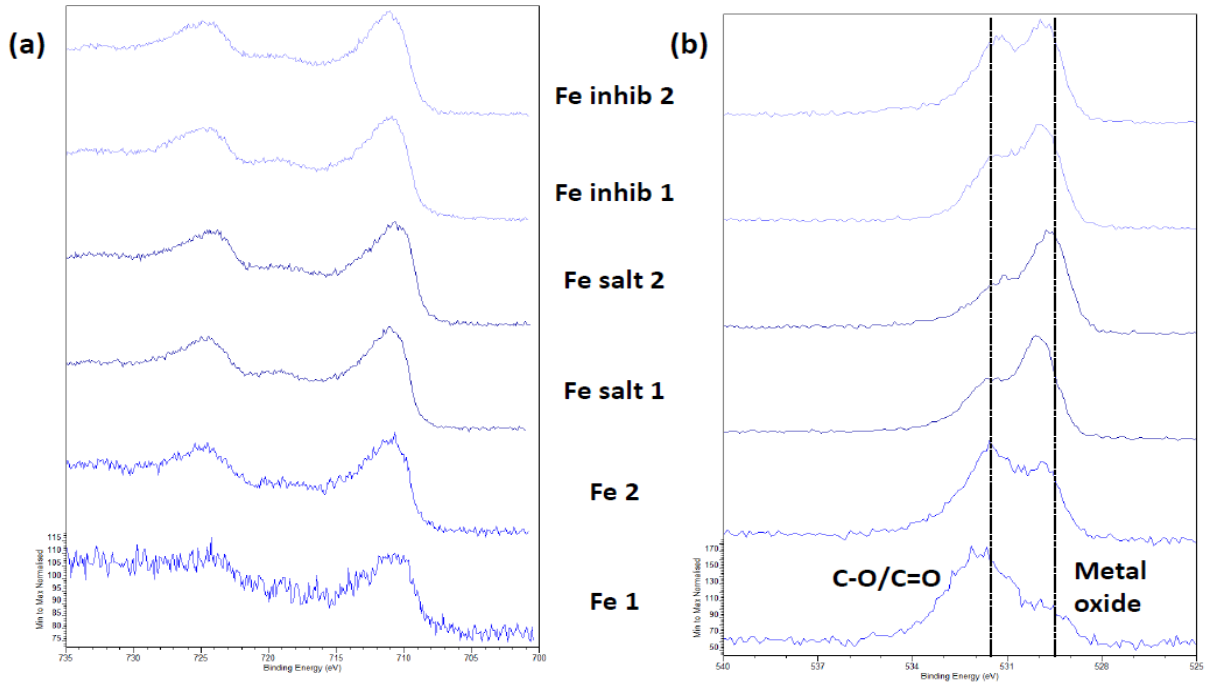 (a)
(b)
Fe inhib 2
Fe inhib 1
Fe salt 2
Fe salt 1
Fe 2
Fe 1
115
110
105
100
95
90
85
80
75
Min to Max Normalised
735 730 725 720 715 710 705 700
Binding Energy (eV)
170
150
130
110
90
70
50
Min to Max Normalised
C-O/C=O
Metal
oxide
540 537 534 531 528 525
Binding Energy (eV)